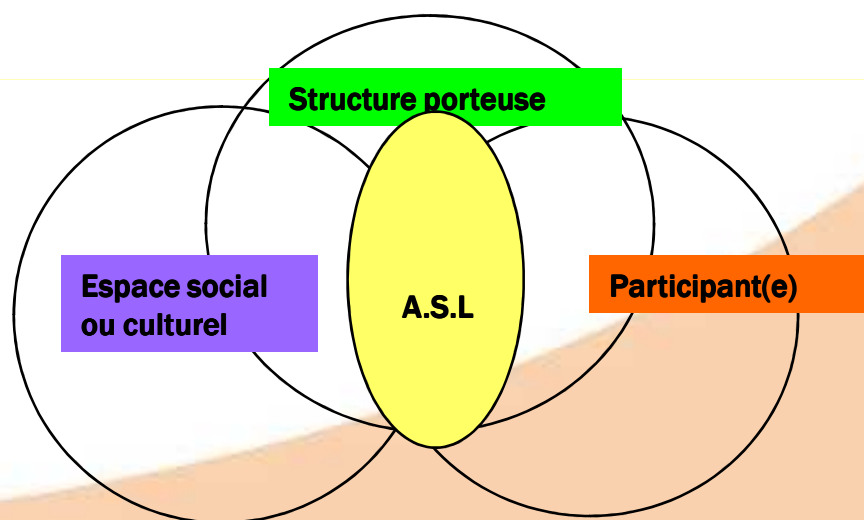 Structure porteuse
Espace social
ou culturel
A.S.L
Participant(e)